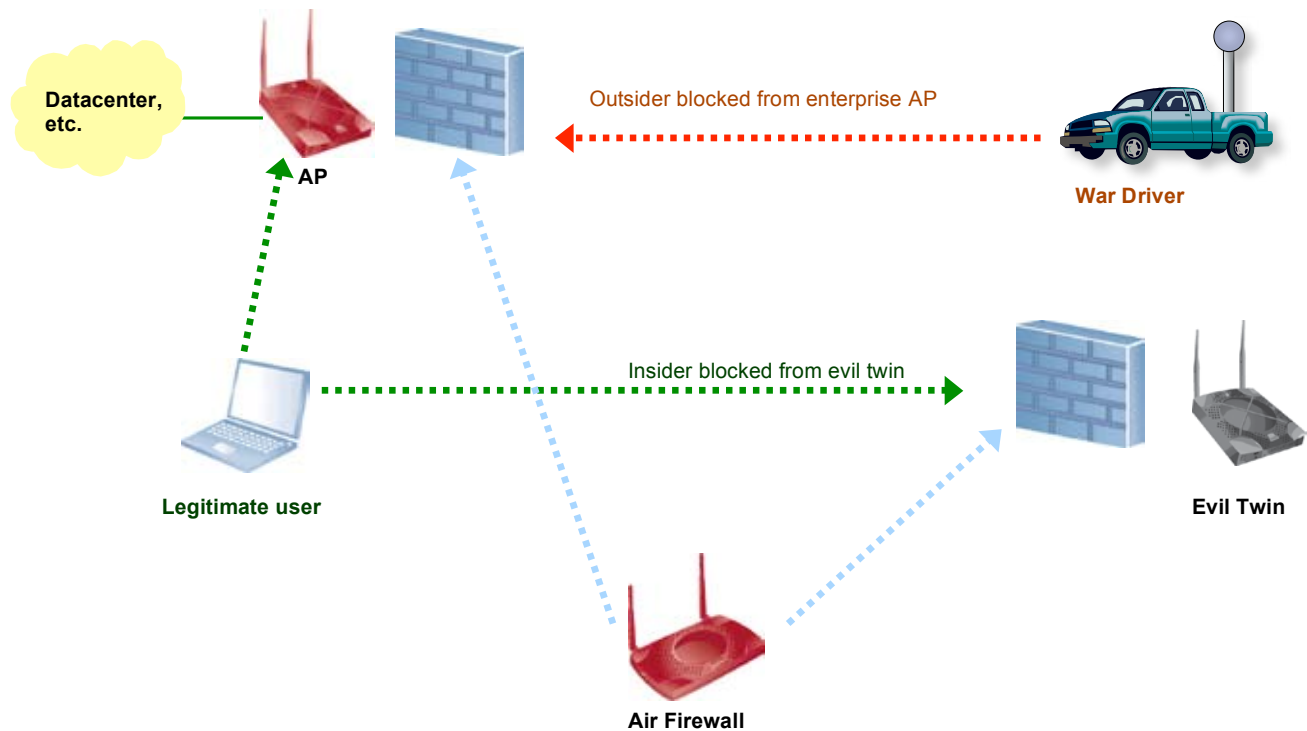 Datacenter,
etc.
AP
Outsider blocked from enterprise AP
War Driver
Insider blocked from evil twin
Legitimate user
Evil Twin
Air Firewall